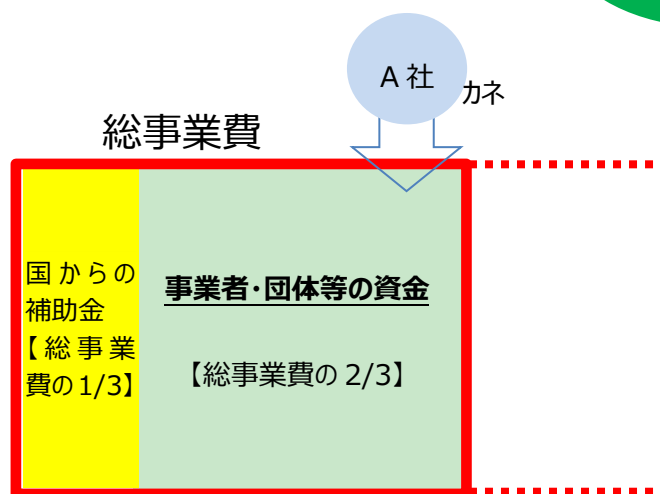 A社
カネ
総事業費
国からの
補助金
【総事業
費の1/3】
事業者・団体等の資金
【総事業費の2/3】